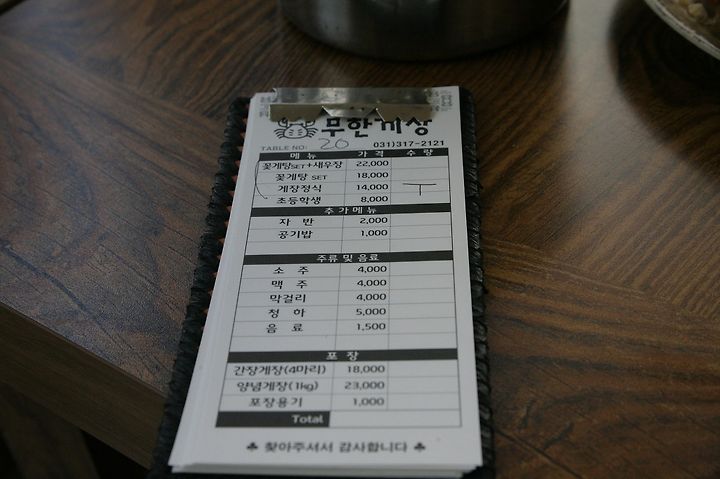 무한게상
TABLE NO: 20 031)317-2121
메뉴 가격 수량
꽃게탕SET+새우장 22,000
꽃게탕 SET 18,000
게장정식 14,000 ㅜ
초등학생 8,000
추가메뉴
자반 2,000
공기밥 1,000
주류 및 음료
소주 4,000
맥주 4,000
막걸리 4,000
청하 5,000
음료 1,500
포장
간장게장(4마리) 18,000
양념게장(1kg) 23,000
포장용기 1,000
Total
♣ 찾아주셔서 감사합니다 ♣